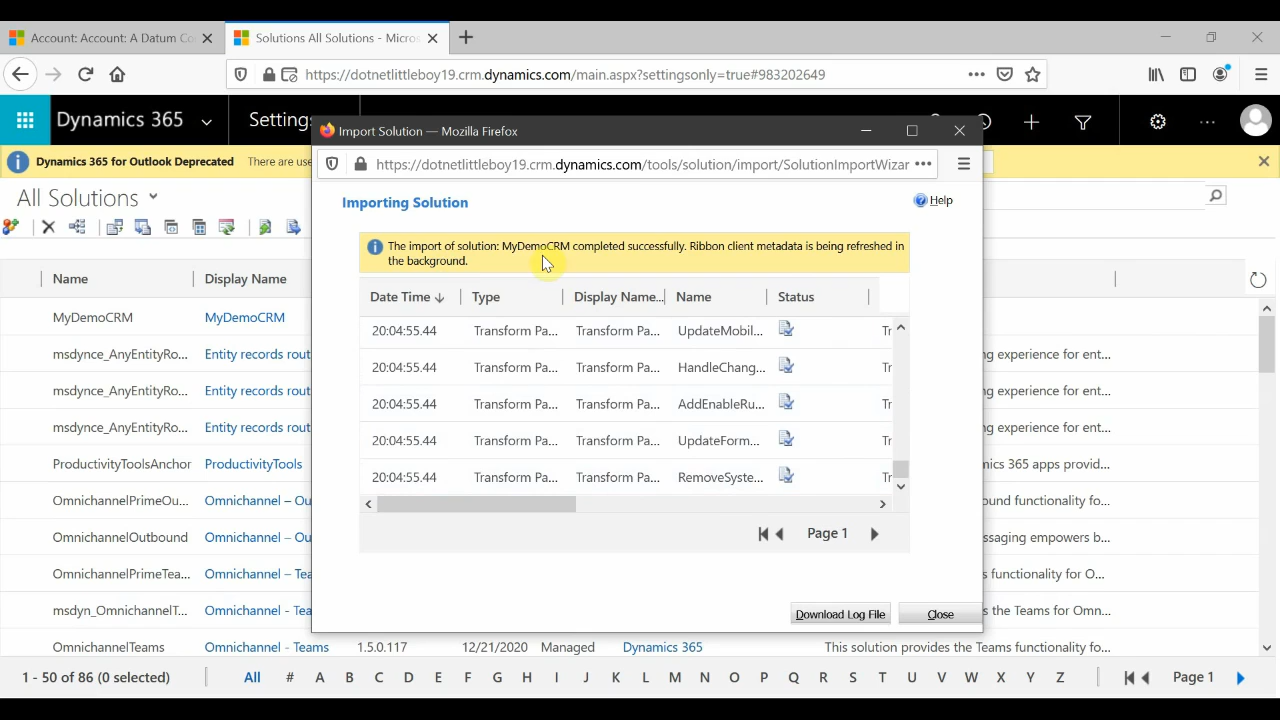 Account: Account: A Datum Co
Solutions All Solutions - Micros
https://dotnetlittleboy19.crm.dynamics.com/main.aspx?settingsonly=true#983202649
Dynamics 365
Settings
Import Solution — Mozilla Firefox
Dynamics 365 for Outlook Deprecated There are use
https://dotnetlittleboy19.crm.dynamics.com/tools/solution/import/SolutionImportWizar
All Solutions
Importing Solution
Help
The import of solution: MyDemoCRM completed successfully. Ribbon client metadata is being refreshed in
the background.
Name Display Name
Date Time Type Display Name... Name Status
MyDemoCRM MyDemoCRM
20:04:55.44 Transform Pa... Transform Pa... UpdateMobil... Tr
msdynce_AnyEntityRo... Entity records rout
ng experience for ent...
20:04:55.44 Transform Pa... Transform Pa... HandleChang... Tr
msdynce_AnyEntityRo... Entity records rout
ng experience for ent...
20:04:55.44 Transform Pa... Transform Pa... AddEnableRu... Tr
msdynce_AnyEntityRo... Entity records rout
ng experience for ent...
20:04:55.44 Transform Pa... Transform Pa... UpdateForm... Tr
ProductivityToolsAnchor ProductivityTools
nics 365 apps provid...
20:04:55.44 Transform Pa... Transform Pa... RemoveSyste... Tr
OmnichannelPrimeOu... Omnichannel – Ou
ound functionality fo...
OmnichannelOutbound Omnichannel – Ou
ssaging empowers b...
Page 1
OmnichannelPrimeTea... Omnichannel – Tea
s functionality for O...
msdyn_OmnichannelT... Omnichannel - Tea
s the Teams for Omn...
Download Log File Close
OmnichannelTeams Omnichannel - Teams 1.5.0.117 12/21/2020 Managed Dynamics 365 This solution provides the Teams functionality fo...
1 - 50 of 86 (0 selected) All # A B C D E F G H I J K L M N O P Q R S T U V W X Y Z Page 1